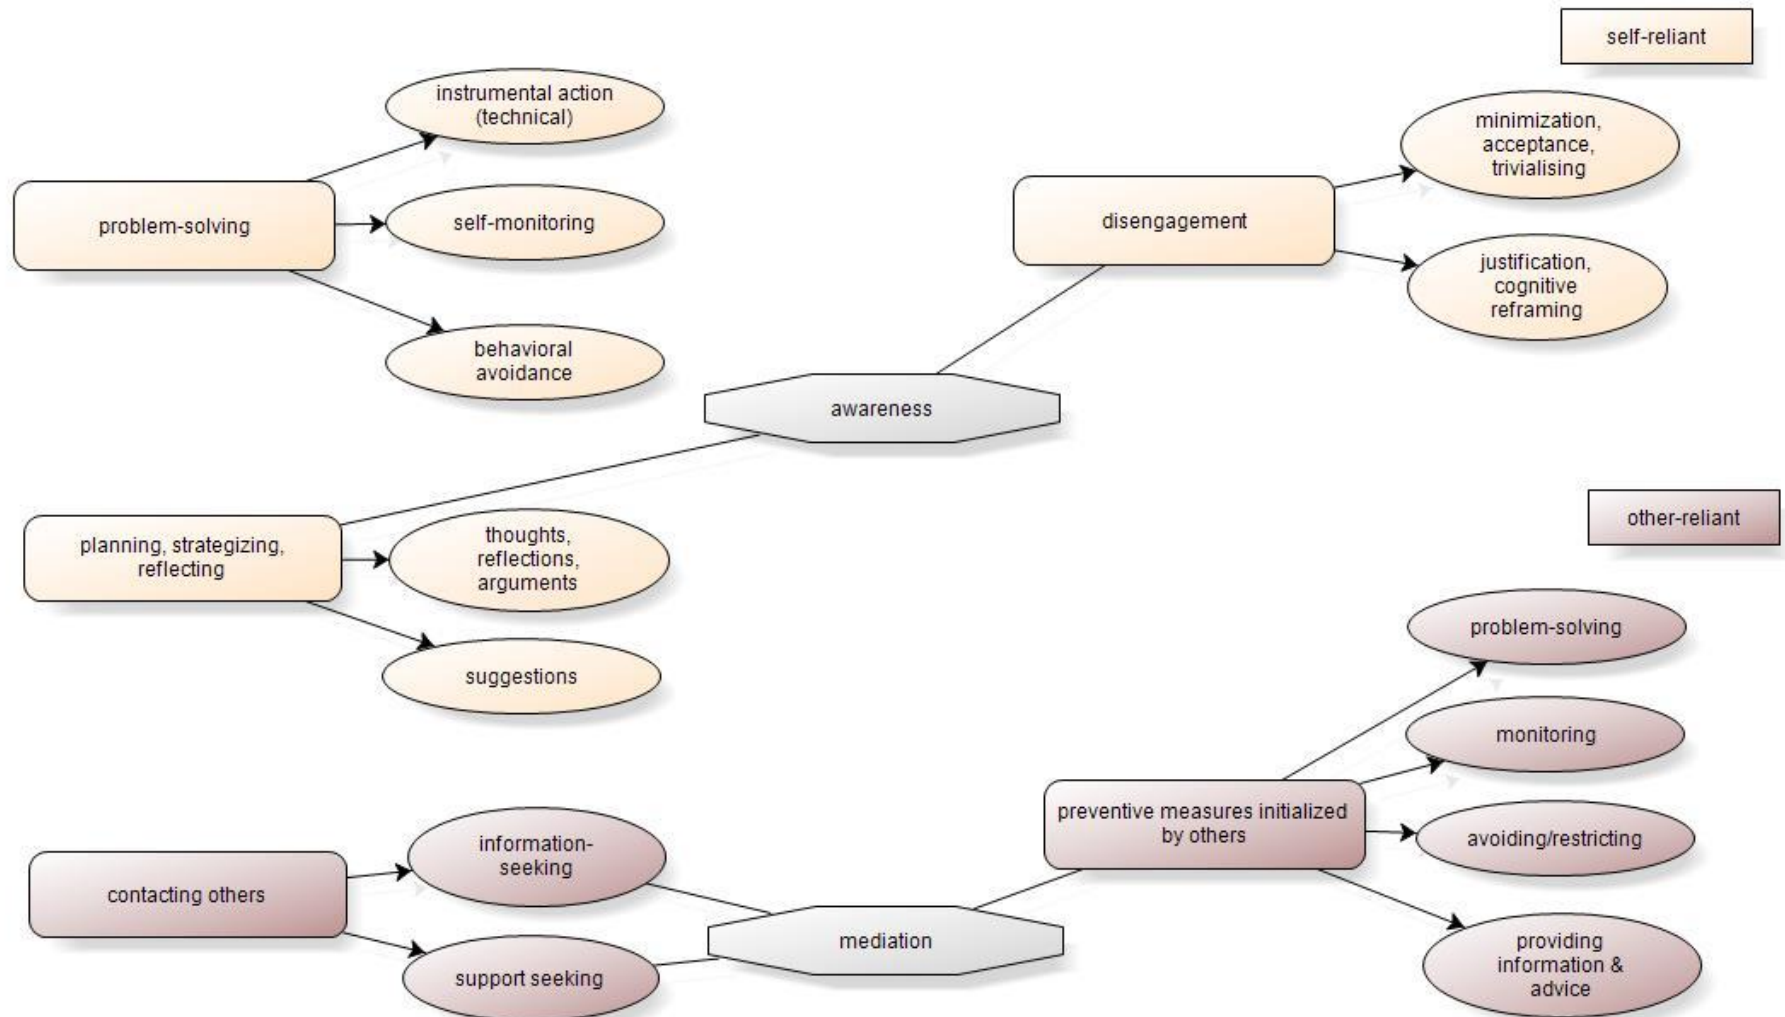 self-reliant
instrumental action
(technical)
minimization,
acceptance,
trivialising
problem-solving
self-monitoring
disengagement
justification,
cognitive
reframing
behavioral
avoidance
awareness
planning, strategizing,
reflecting
thoughts,
reflections,
arguments
other-reliant
suggestions
problem-solving
monitoring
preventive measures initialized
by others
avoiding/restricting
contacting others
information-
seeking
support seeking
mediation
providing
information &
advice